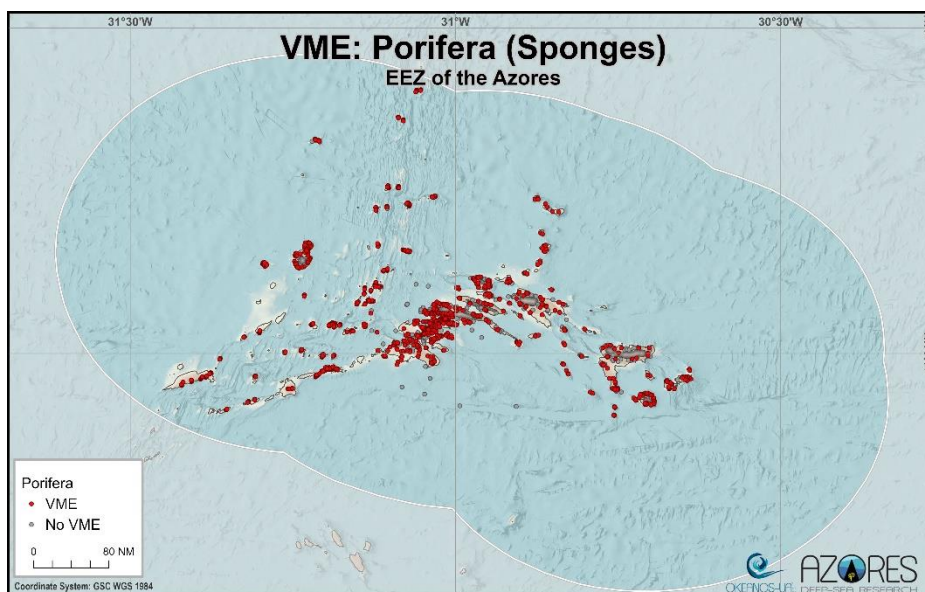 31°30'W 31°W 30°30'W
VME: Porifera (Sponges)
EEZ of the Azores
Porifera
VME
No VME
0 80 NM
Coordinate System: GSC WGS 1984
AZORES
DEEP-SEA RESEARCH